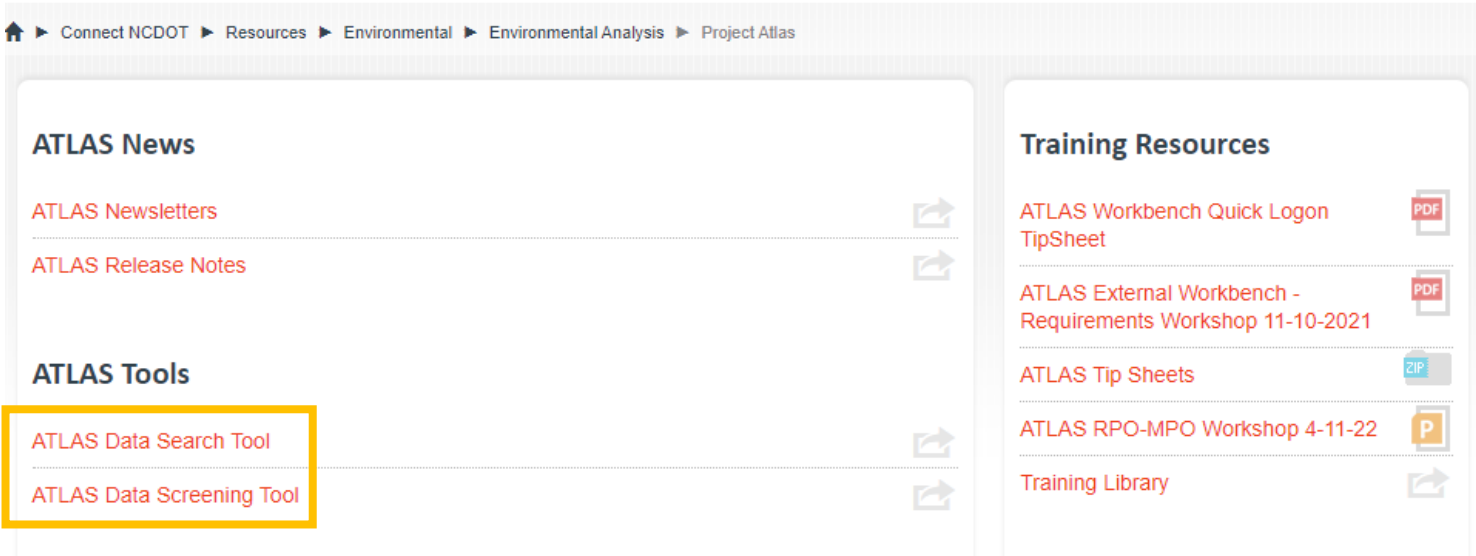 Connect NCDOT ► Resources ► Environmental ► Environmental Analysis ► Project Atlas
ATLAS News
ATLAS Newsletters
ATLAS Release Notes
ATLAS Tools
ATLAS Data Search Tool
ATLAS Data Screening Tool
Training Resources
ATLAS Workbench Quick Logon
TipSheet
PDF
ATLAS External Workbench -
Requirements Workshop 11-10-2021
PDF
ATLAS Tip Sheets
ZIP
ATLAS RPO-MPO Workshop 4-11-22
P
Training Library